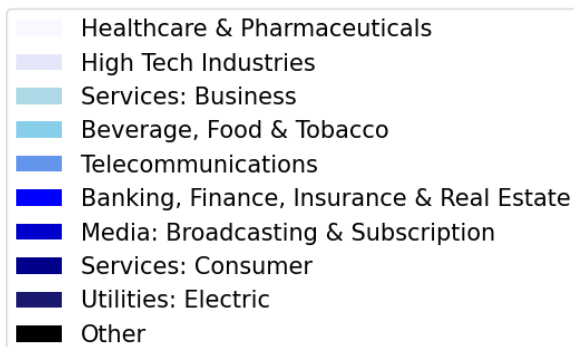 Healthcare & Pharmaceuticals
High Tech Industries
Services: Business
Beverage, Food & Tobacco
Telecommunications
Banking, Finance, Insurance & Real Estate
Media: Broadcasting & Subscription
Services: Consumer
Utilities: Electric
Other